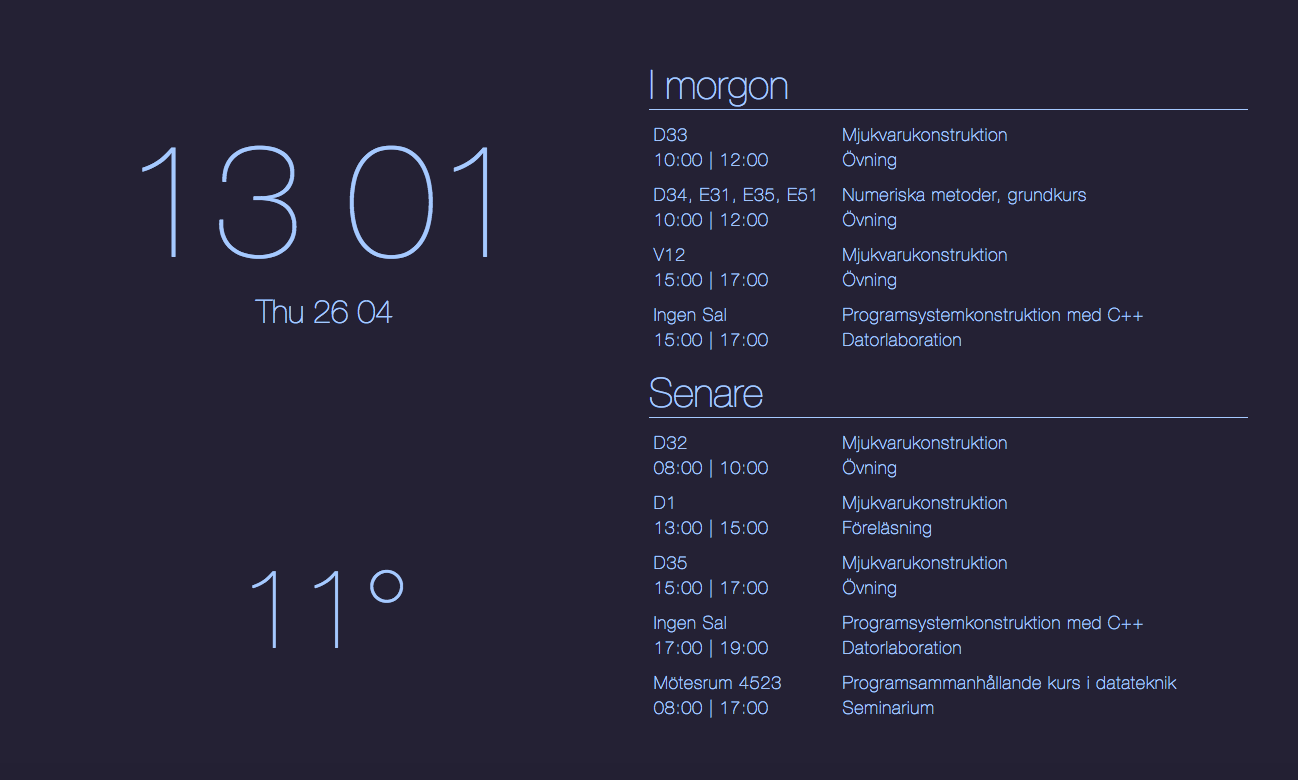 13 01
Thu 26 04
11°
I morgon
D33 Mjukvarukonstruktion
10:00 | 12:00 Övning
D34, E31, E35, E51 Numeriska metoder, grundkurs
10:00 | 12:00 Övning
V12 Mjukvarukonstruktion
15:00 | 17:00 Övning
Ingen Sal Programsystemkonstruktion med C++
15:00 | 17:00 Datorlaboration
Senare
D32 Mjukvarukonstruktion
08:00 | 10:00 Övning
D1 Mjukvarukonstruktion
13:00 | 15:00 Föreläsning
D35 Mjukvarukonstruktion
15:00 | 17:00 Övning
Ingen Sal Programsystemkonstruktion med C++
17:00 | 19:00 Datorlaboration
Mötesrum 4523 Programsammanhållande kurs i datateknik
08:00 | 17:00 Seminarium